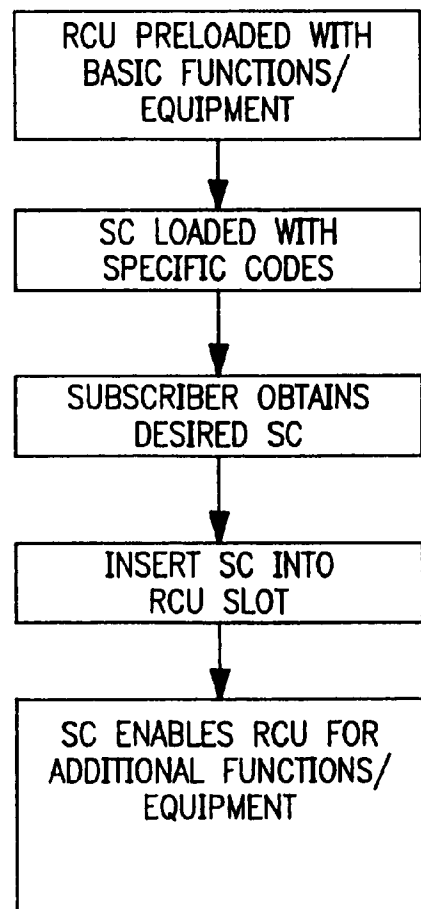 RCU PRELOADED WITH
BASIC FUNCTIONS/
EQUIPMENT
SC LOADED WITH
SPECIFIC CODES
SUBSCRIBER OBTAINS
DESIRED SC
INSERT SC INTO
RCU SLOT
SC ENABLES RCU FOR
ADDITIONAL FUNCTIONS/
EQUIPMENT